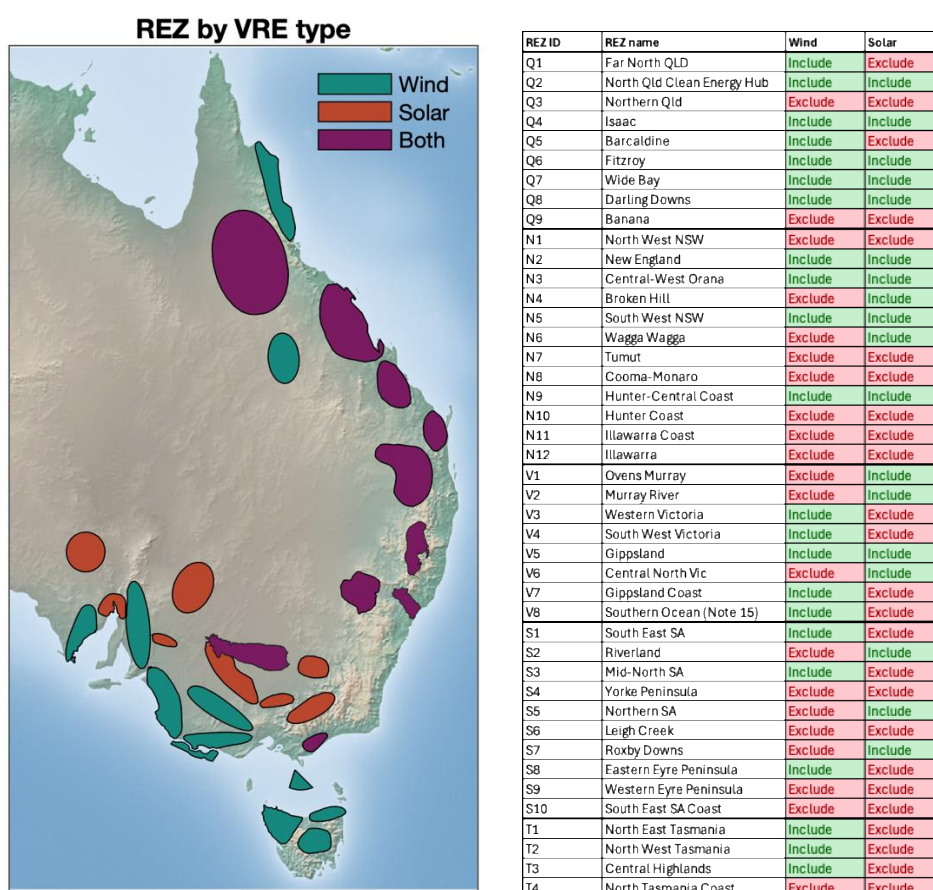 REZ by VRE type
Wind
Solar
Both
REZ ID REZ name Wind Solar
Q1 Far North QLD Include Exclude
Q2 North Qld Clean Energy Hub Include Include
Q3 Northern Qld Exclude Exclude
Q4 Isaac Include Include
Q5 Barcaldine Include Exclude
Q6 Fitzroy Include Include
Q7 Wide Bay Include Include
Q8 Darling Downs Include Include
Q9 Banana Exclude Exclude
N1 North West NSW Exclude Exclude
N2 New England Include Include
N3 Central-West Orana Include Include
N4 Broken Hill Exclude Include
N5 South West NSW Include Include
N6 Wagga Wagga Exclude Include
N7 Tumut Exclude Exclude
N8 Cooma-Monaro Exclude Exclude
N9 Hunter-Central Coast Include Include
N10 Hunter Coast Exclude Exclude
N11 Illawarra Coast Exclude Exclude
N12 Illawarra Exclude Exclude
V1 Ovens Murray Exclude Include
V2 Murray River Exclude Include
V3 Western Victoria Include Exclude
V4 South West Victoria Include Exclude
V5 Gippsland Include Include
V6 Central North Vic Exclude Include
V7 Gippsland Coast Include Exclude
V8 Southern Ocean (Note 15) Include Exclude
S1 South East SA Include Exclude
S2 Riverland Exclude Include
S3 Mid-North SA Include Exclude
S4 Yorke Peninsula Exclude Exclude
S5 Northern SA Exclude Include
S6 Leigh Creek Exclude Exclude
S7 Roxby Downs Exclude Include
S8 Eastern Eyre Peninsula Include Exclude
S9 Western Eyre Peninsula Exclude Exclude
S10 South East SA Coast Exclude Exclude
T1 North East Tasmania Include Exclude
T2 North West Tasmania Include Exclude
T3 Central Highlands Include Exclude
T4 North Tasmania Coast Exclude Exclude